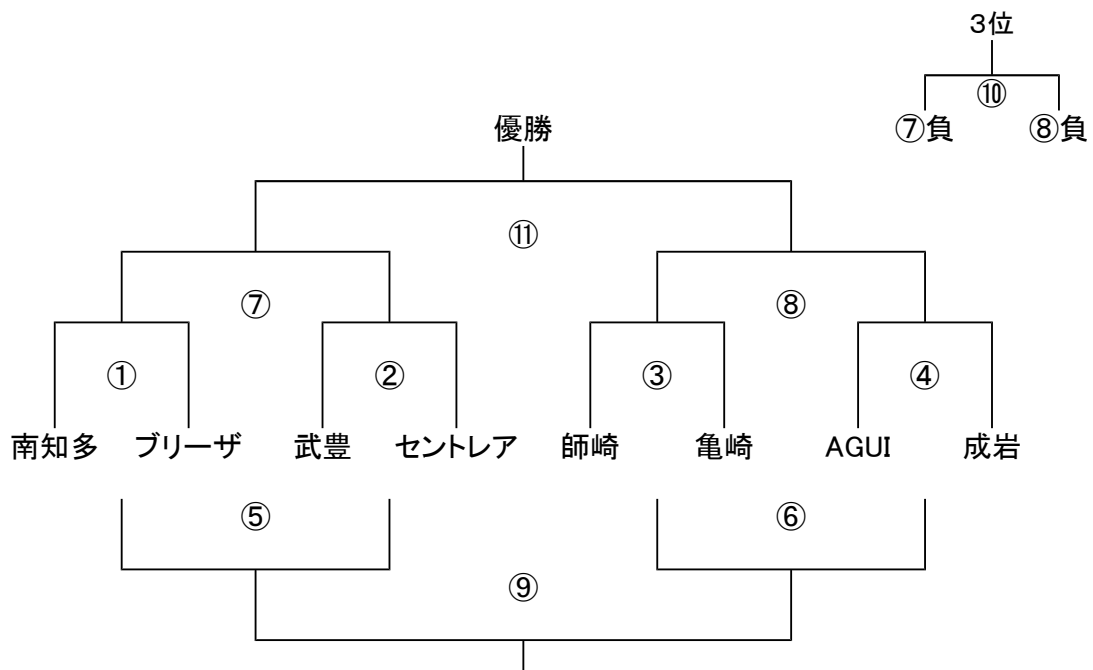 3位
⑩
⑦負 ⑧負
優勝
⑪
⑦ ⑧
① ② ③ ④
南知多 ブリーザ 武豊 セントレア 師崎 亀崎 AGUI 成岩
⑤ ⑥
⑨